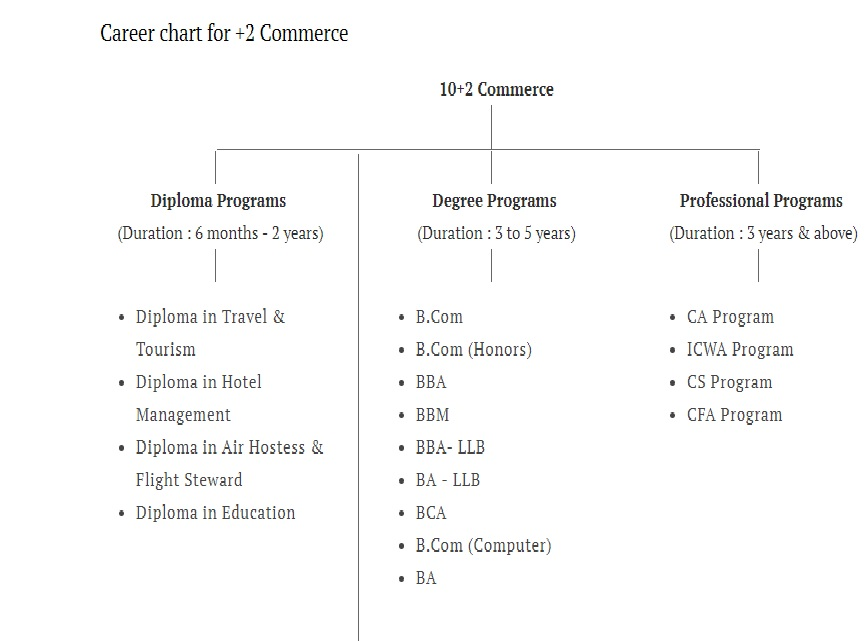 Career chart for +2 Commerce
10+2 Commerce
Diploma Programs
(Duration : 6 months - 2 years)
Diploma in Travel &
Tourism
Diploma in Hotel
Management
Diploma in Air Hostess &
Flight Steward
Diploma in Education
Degree Programs
(Duration : 3 to 5 years)
B.Com
B.Com (Honors)
BBA
BBM
BBA- LLB
BA - LLB
BCA
B.Com (Computer)
BA
Professional Programs
(Duration : 3 years & above)
CA Program
ICWA Program
CS Program
CFA Program